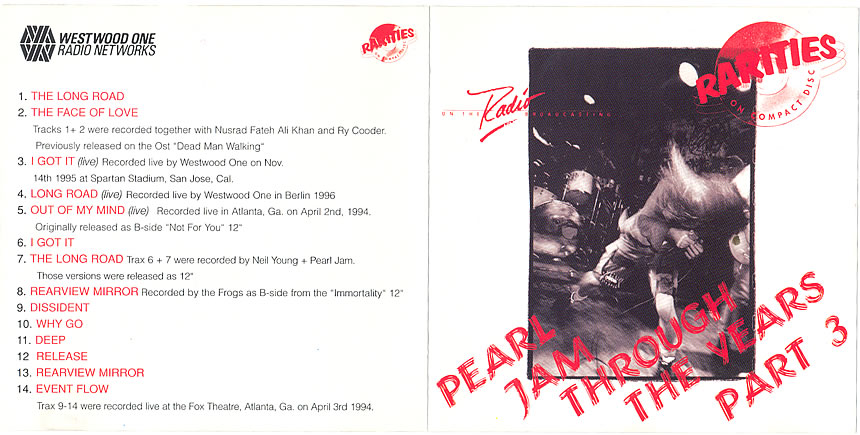 WESTWOOD ONE
RADIO NETWORKS
RARITIES
1. THE LONG ROAD
2. THE FACE OF LOVE
Tracks 1+ 2 were recorded together with Nusrad Fateh Ali Khan and Ry Cooder.
Previously released on the Ost "Dead Man Walking"
3. I GOT IT (live) Recorded live by Westwood One on Nov.
14th 1995 at Spartan Stadium, San Jose, Cal.
4. LONG ROAD (live) Recorded live by Westwood One in Berlin 1996
5. OUT OF MY MIND (live) Recorded live in Atlanta, Ga. on April 2nd, 1994.
Originally released as B-side "Not For You" 12"
6. I GOT IT
7. THE LONG ROAD Trax 6 + 7 were recorded by Neil Young + Pearl Jam.
Those versions were released as 12"
8. REARVIEW MIRROR Recorded by the Frogs as B-side from the "Immortality" 12"
9. DISSIDENT
10. WHY GO
11. DEEP
12 RELEASE
13. REARVIEW MIRROR
14. EVENT FLOW
Trax 9-14 were recorded live at the Fox Theatre, Atlanta, Ga. on April 3rd 1994.
RARITIES
ON COMPACT DISC
Radio
ON THE BROADCASTING
PEARL
JAM
THROUGH
THE YEARS
PART 3